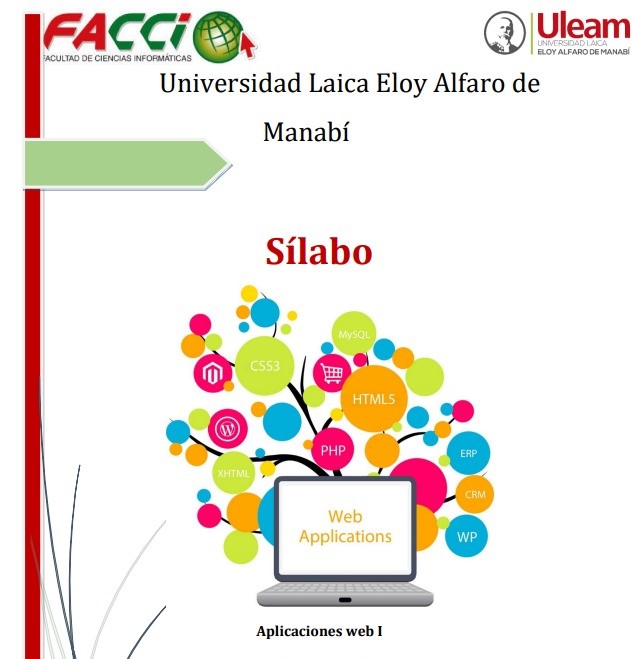 FACCI
FACULTAD DE CIENCIAS INFORMÁTICAS
Uleam
UNIVERSIDAD LAICA
ELOY ALFARO DE MANABÍ
Universidad Laica Eloy Alfaro de
Manabí
Sílabo
MySQL
CSS3
HTML5
PHP
ERP
XHTML
CRM
WP
Web
Applications
Aplicaciones web I